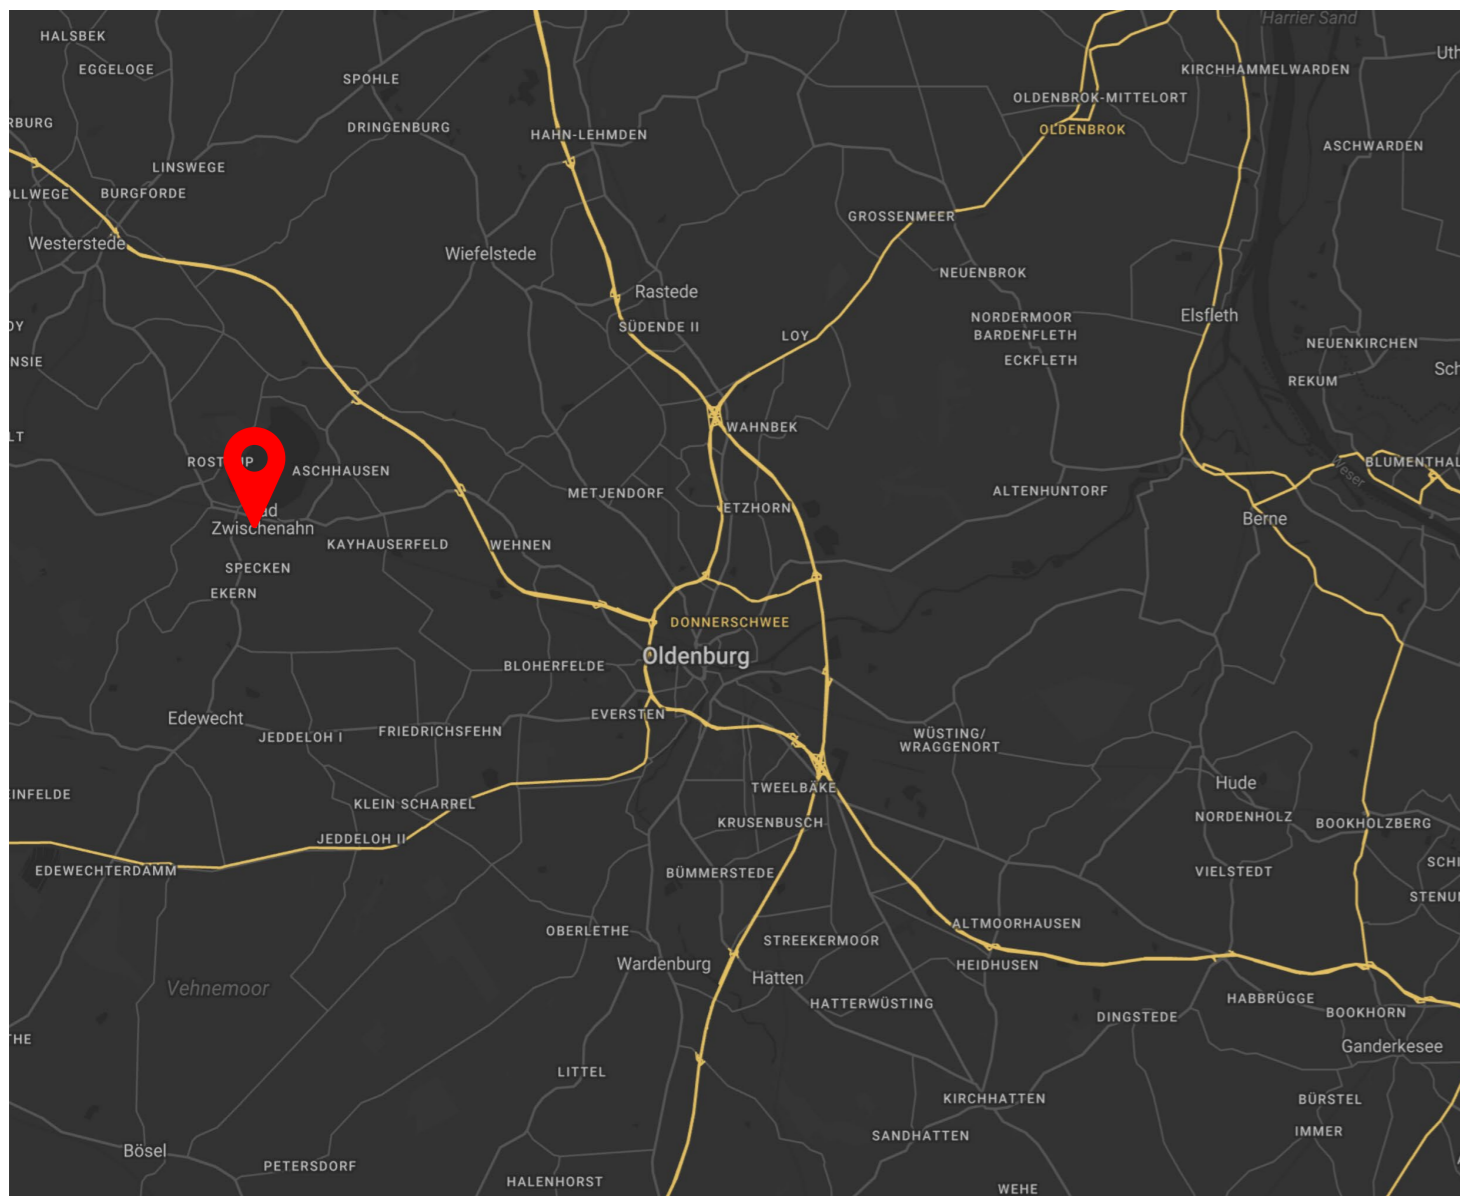 Harrier Sand
HALSBEK
EGGELOGE
SPOHLE
KIRCHHAMMELWARDEN
OLDENBROK-MITTELORT
DRINGENBURG
HAHN-LEHMDEN
OLDENBROK
ASCHWARDEN
LINSWEGE
BURGFORDE
GROSSENMEER
Westerstede
Wiefelstede
NEUENBROK
Rastede
NORDERMOOR
Elsfleth
SÜDENDE II
LOY
BARDENFLETH
NEUENKIRCHEN
ECKFLETH
REKUM
WAHNBEK
ASCHHAUSEN
BLUMENTHAL
Weser
METJENDORF
ALTENHUNTORF
ETZHORN
Berne
Zwischenahn
KAYHAUSERFELD
WEHNEN
SPECKEN
EKERN
DONNERSCHWEE
Oldenburg
BLOHERFELDE
EVERSTEN
Edewecht
FRIEDRICHSFEHN
JEDDELOH I
WÜSTING/
WRAGGENORT
Hude
TWEELBÄKE
KLEIN SCHARREL
NORDENHOLZ
KRUSENBUSCH
BOOKHOLZBERG
JEDDELOH II
EDEWECHTERDAMM
BÜMMERSTEDE
VIELSTEDT
ALTMOORHAUSEN
OBERLETHE
STREEKERMOOR
Wardenburg
HEIDHUSEN
Hatten
Vehnemoor
HATTERWÜSTING
HABBRÜGGE
DINGSTEDE
BOOKHORN
Ganderkesee
LITTEL
KIRCHHATTEN
BÜRSTEL
SANDHATTEN
IMMER
Bösel
PETERSDORF
HALENHORST
WEHE